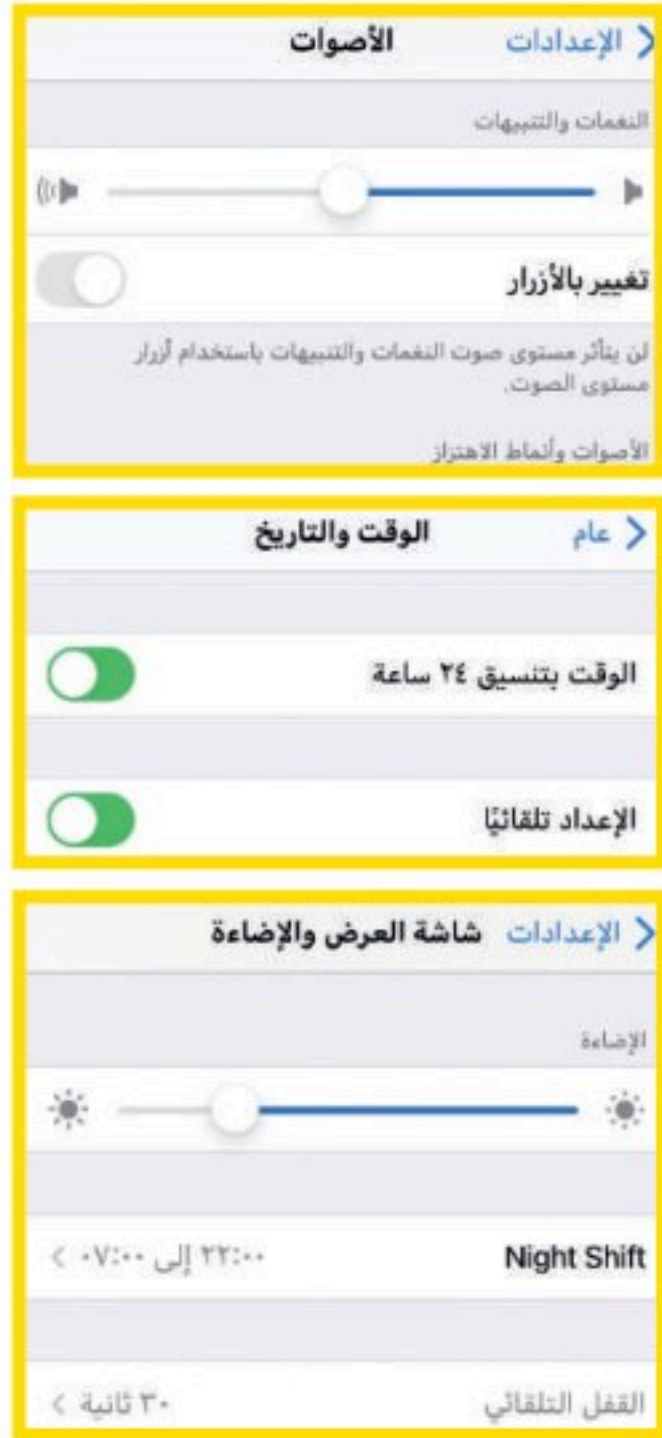 الإعدادات الأصوات
النغمات والتنبيهات
تغيير بالأزرار
لن يتأثر مستوى صوت النغمات والتنبيهات باستخدام أزرار
مستوى الصوت.
الأصوات وأنماط الاهتزاز
عام الوقت والتاريخ
الوقت بتنسيق ٢٤ ساعة
الإعداد تلقائيًا
الإعدادات شاشة العرض والإضاءة
الإضاءة
Night Shift ٢٢:٠٠ إلى ٠٧:٠٠
القفل التلقائي ٣٠ ثانية